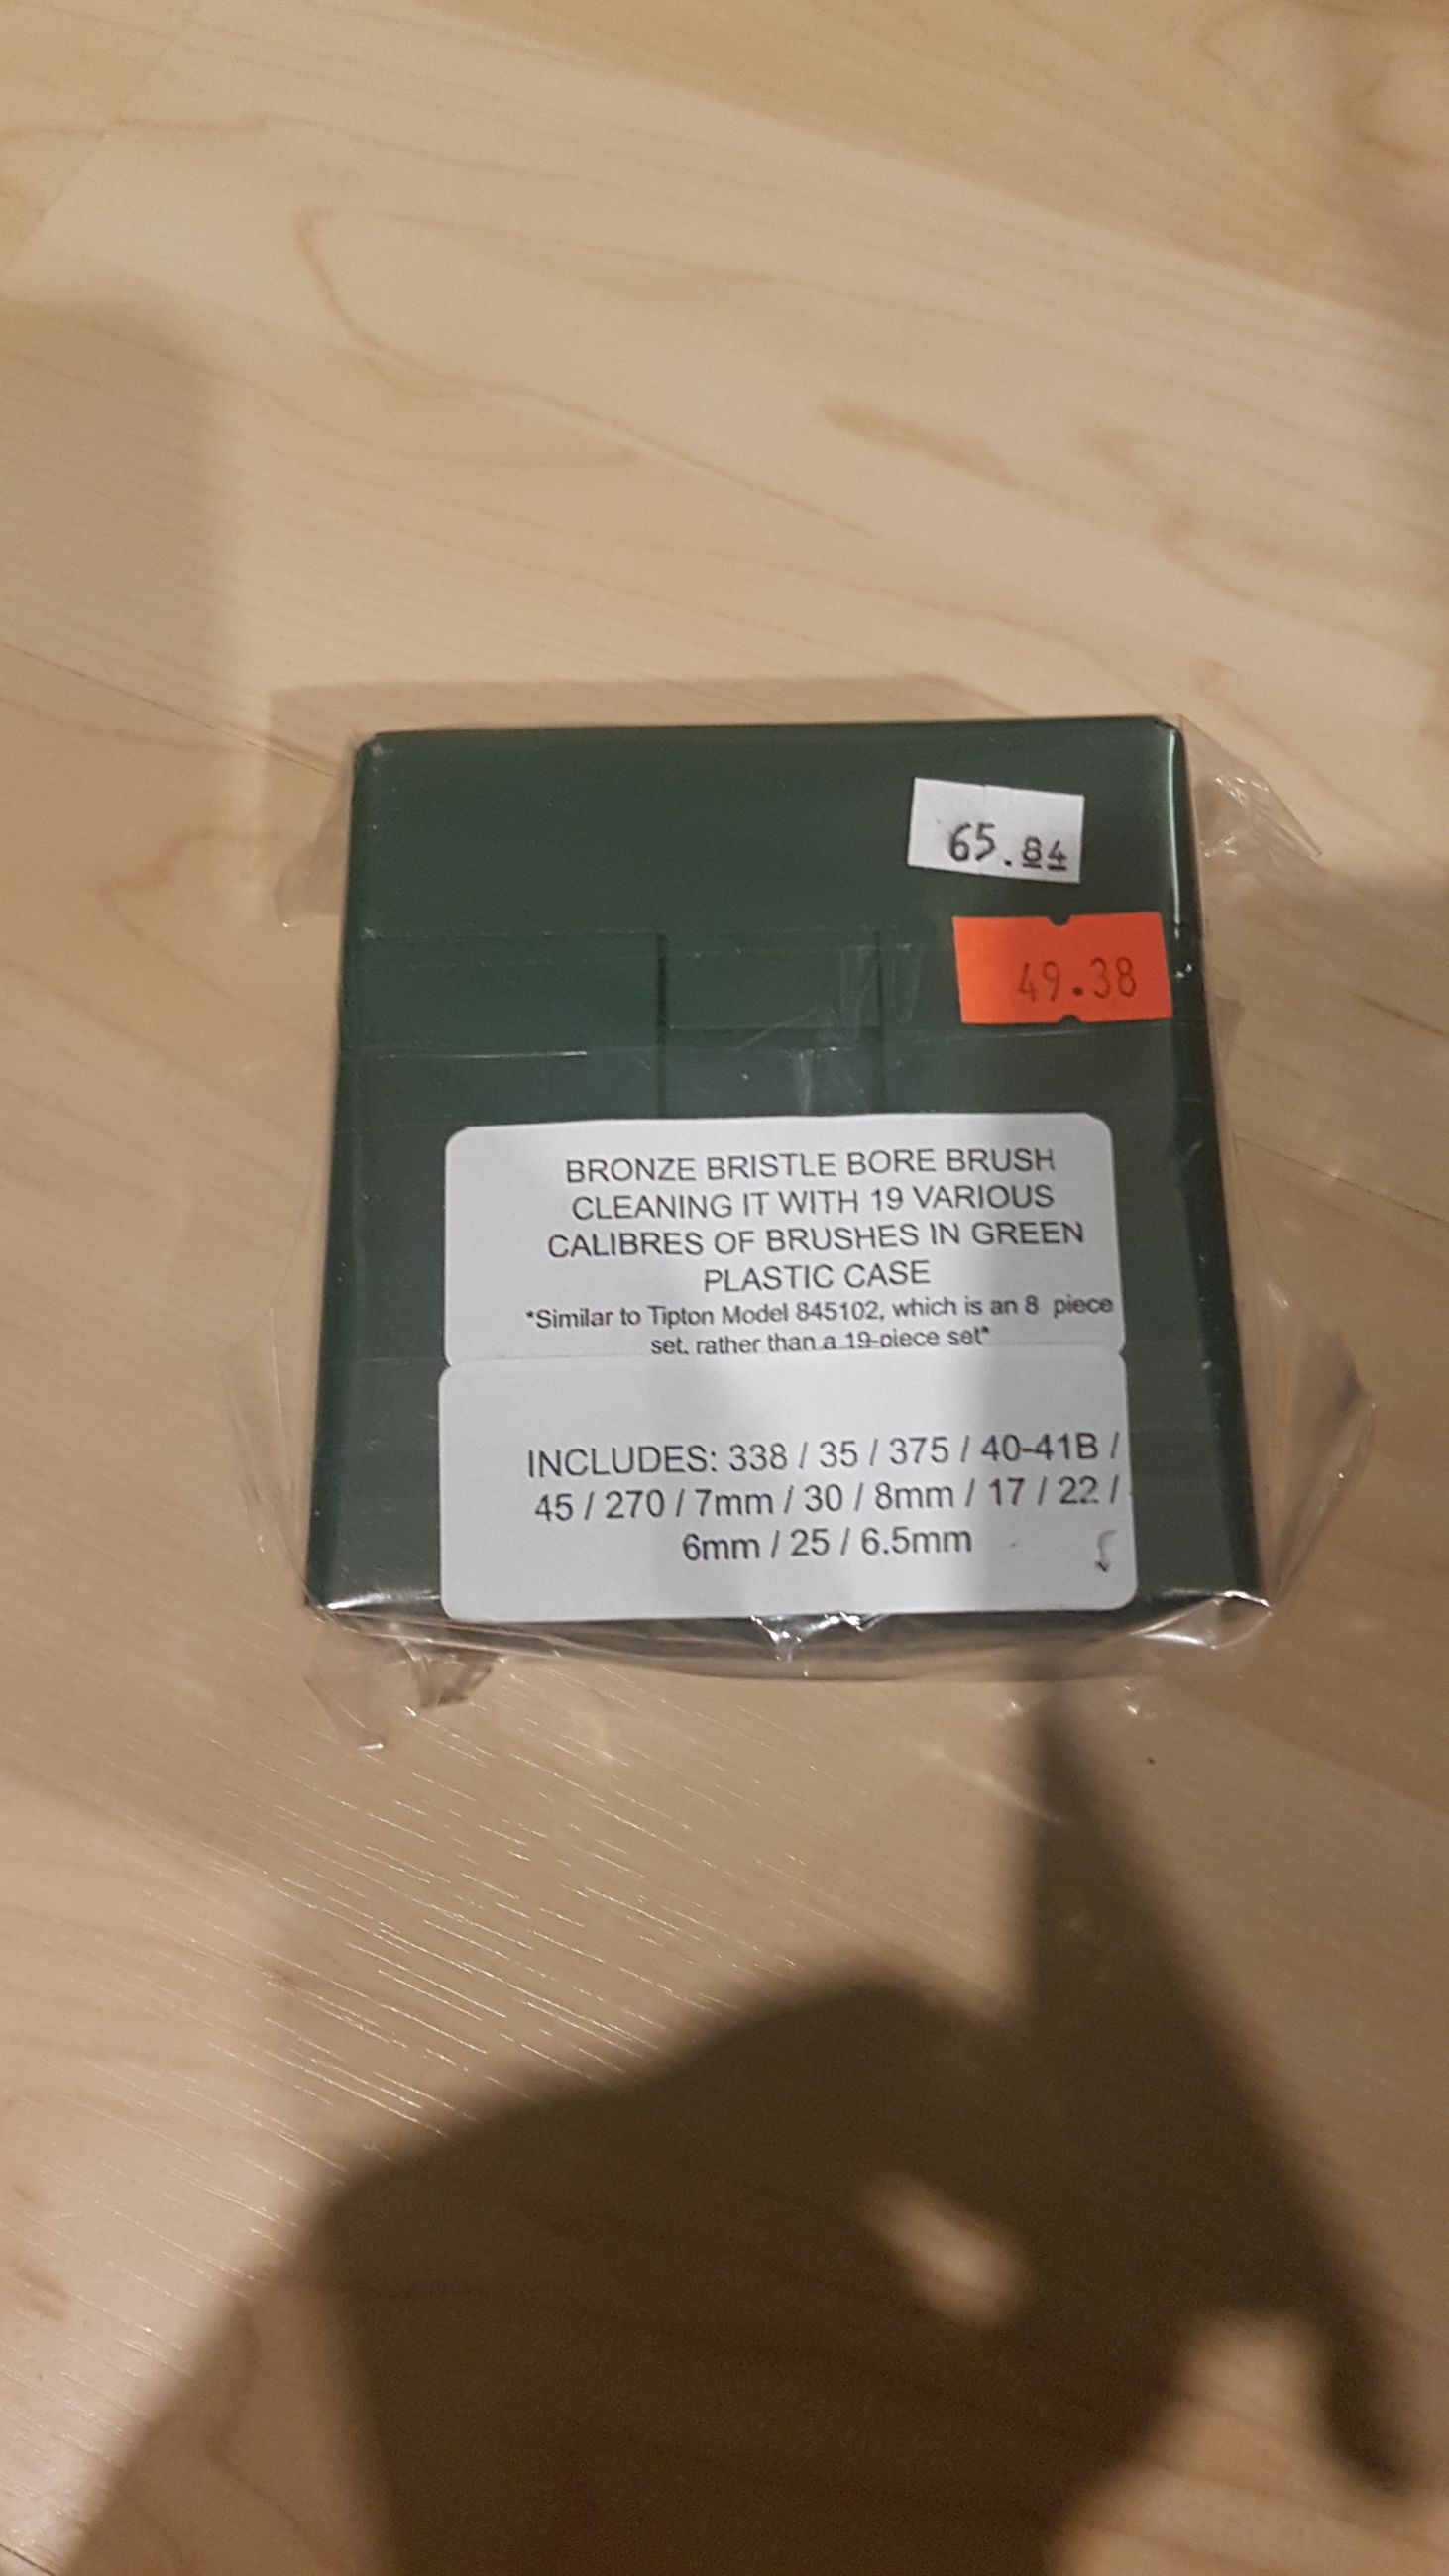 65.84
49.38
BRONZE BRISTLE BORE BRUSH
CLEANING IT WITH 19 VARIOUS
CALIBRES OF BRUSHES IN GREEN
PLASTIC CASE
*Similar to Tipton Model 845102, which is an 8 piece
set, rather than a 19-piece set*
INCLUDES: 338 / 35 / 375 / 40-41B /
45 / 270 / 7mm / 30 / 8mm / 17 / 22 /
6mm / 25 / 6.5mm